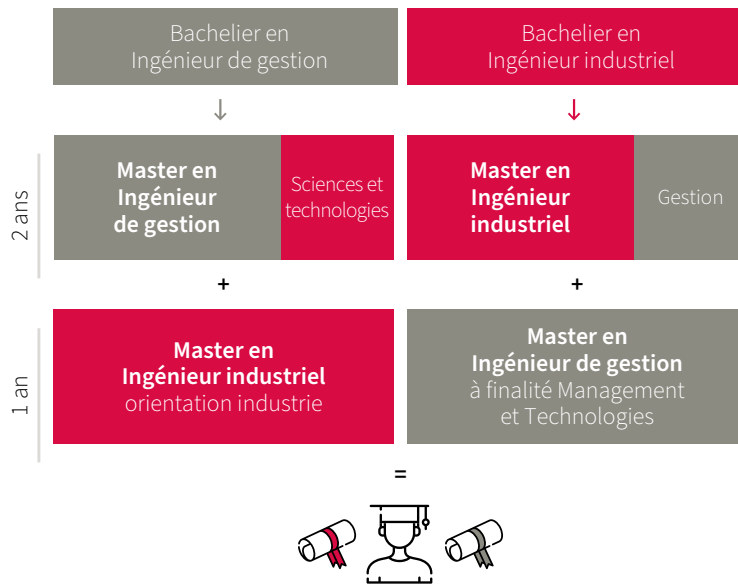 Bachelier en
Ingénieur de gestion
Bachelier en
Ingénieur industriel
↓
↓
2 ans
Master en
Ingénieur
de gestion
Sciences et
technologies
Master en
Ingénieur
industriel
Gestion
+
+
1 an
Master en
Ingénieur industriel
orientation industrie
Master en
Ingénieur de gestion
à finalité Management
et Technologies
=